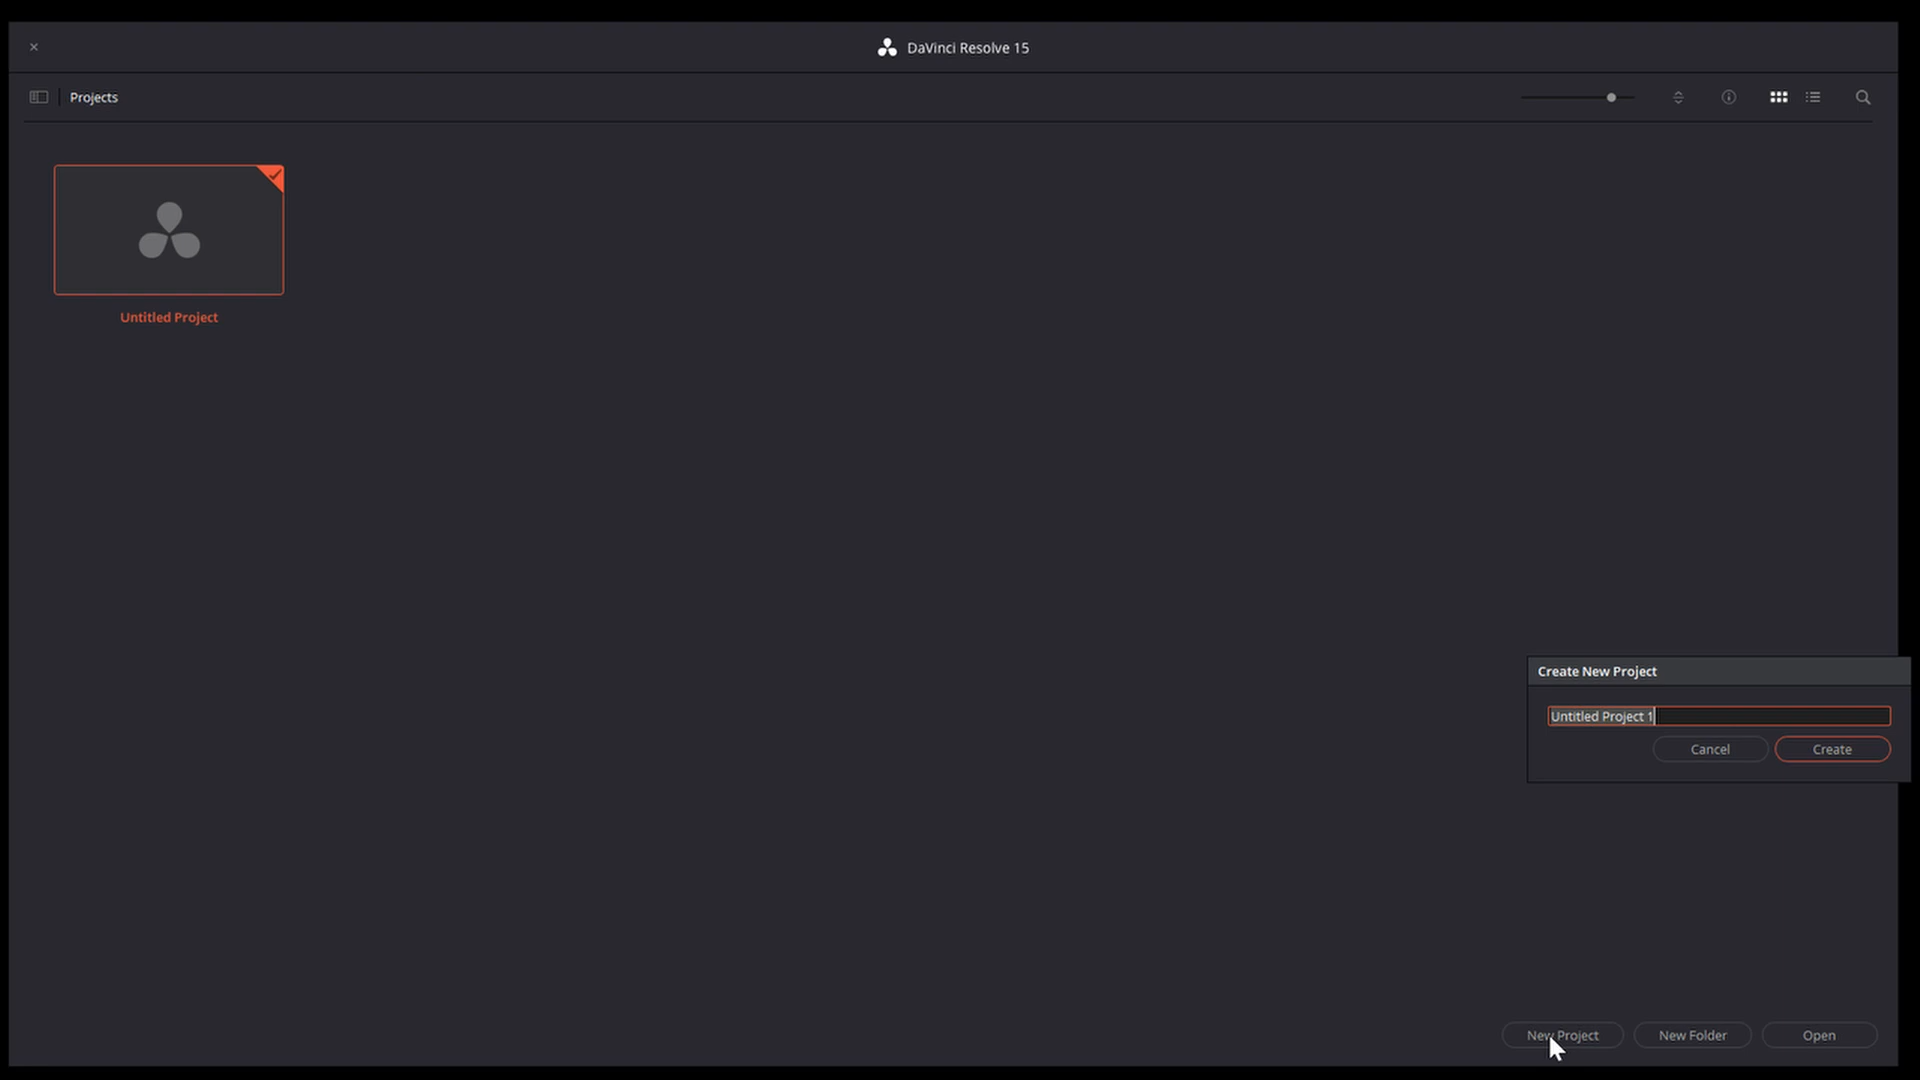 DaVinci Resolve 15
Projects
Untitled Project
Create New Project
Untitled Project 1
Cancel
Create
New Project
New Folder
Open